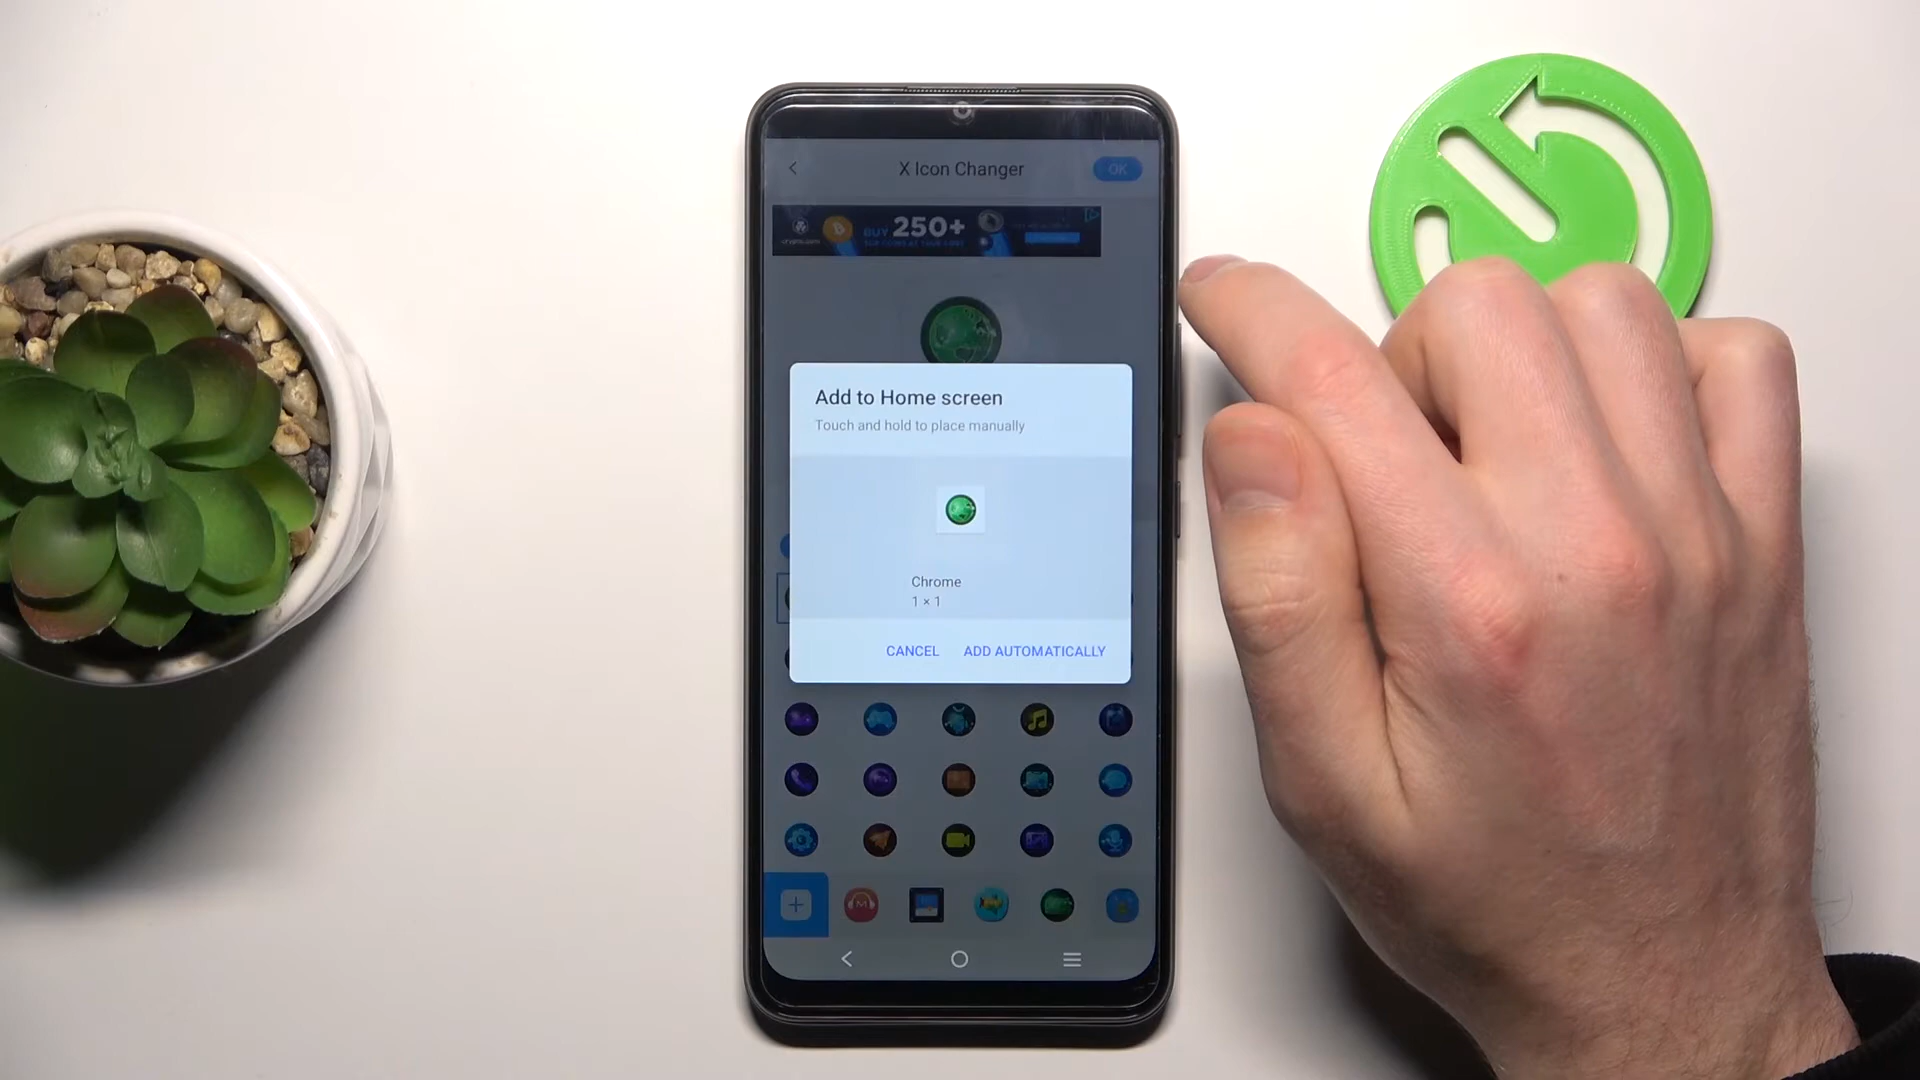 X Icon Changer
OK
BUY 250+
Add to Home screen
Touch and hold to place manually
Chrome
1 × 1
CANCEL ADD AUTOMATICALLY